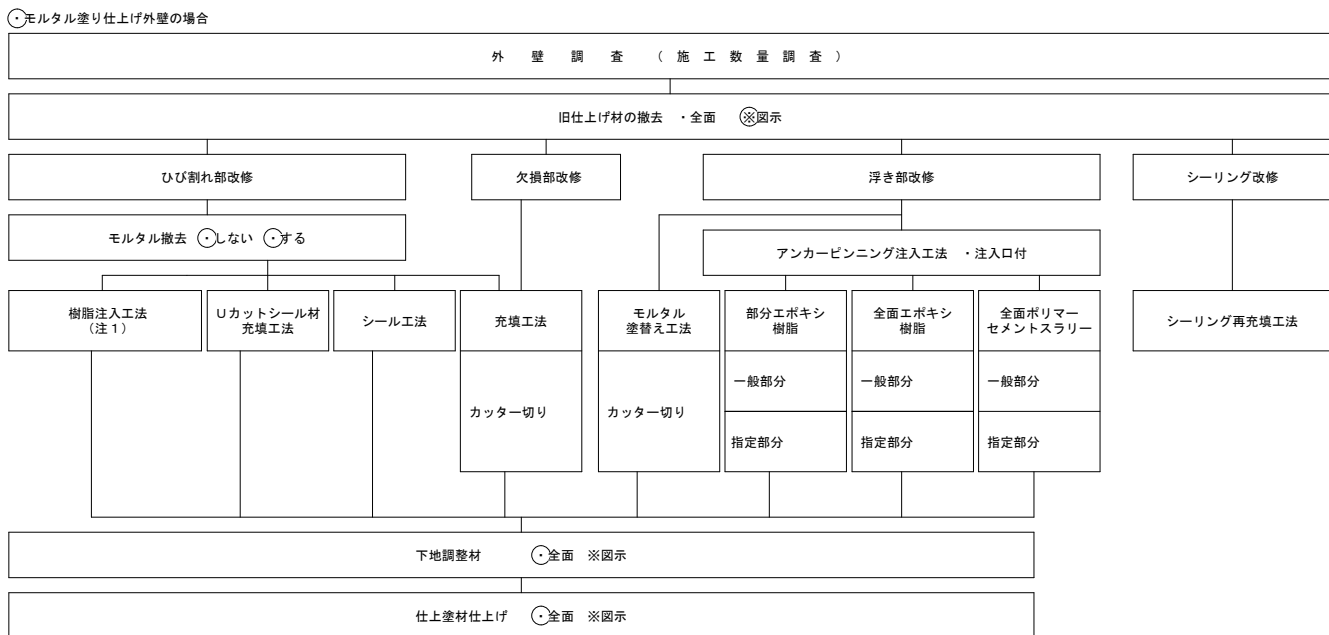 ⊙モルタル塗り仕上げ外壁の場合
外壁調査（施工数量調査）
旧仕上げ材の撤去 ・全面 ※図示
ひび割れ部改修
欠損部改修
浮き部改修
シーリング改修
モルタル撤去 ⊙しない ⊙する
アンカーピンニング注入工法 ・注入口付
樹脂注入工法
（注１）
Ｕカットシール材
充填工法
シール工法
充填工法
モルタル
塗替え工法
部分エポキシ
樹脂
全面エポキシ
樹脂
全面ポリマー
セメントスラリー
シーリング再充填工法
カッター切り
カッター切り
一般部分
一般部分
一般部分
指定部分
指定部分
指定部分
下地調整材 ⊙全面 ※図示
仕上塗材仕上げ ⊙全面 ※図示